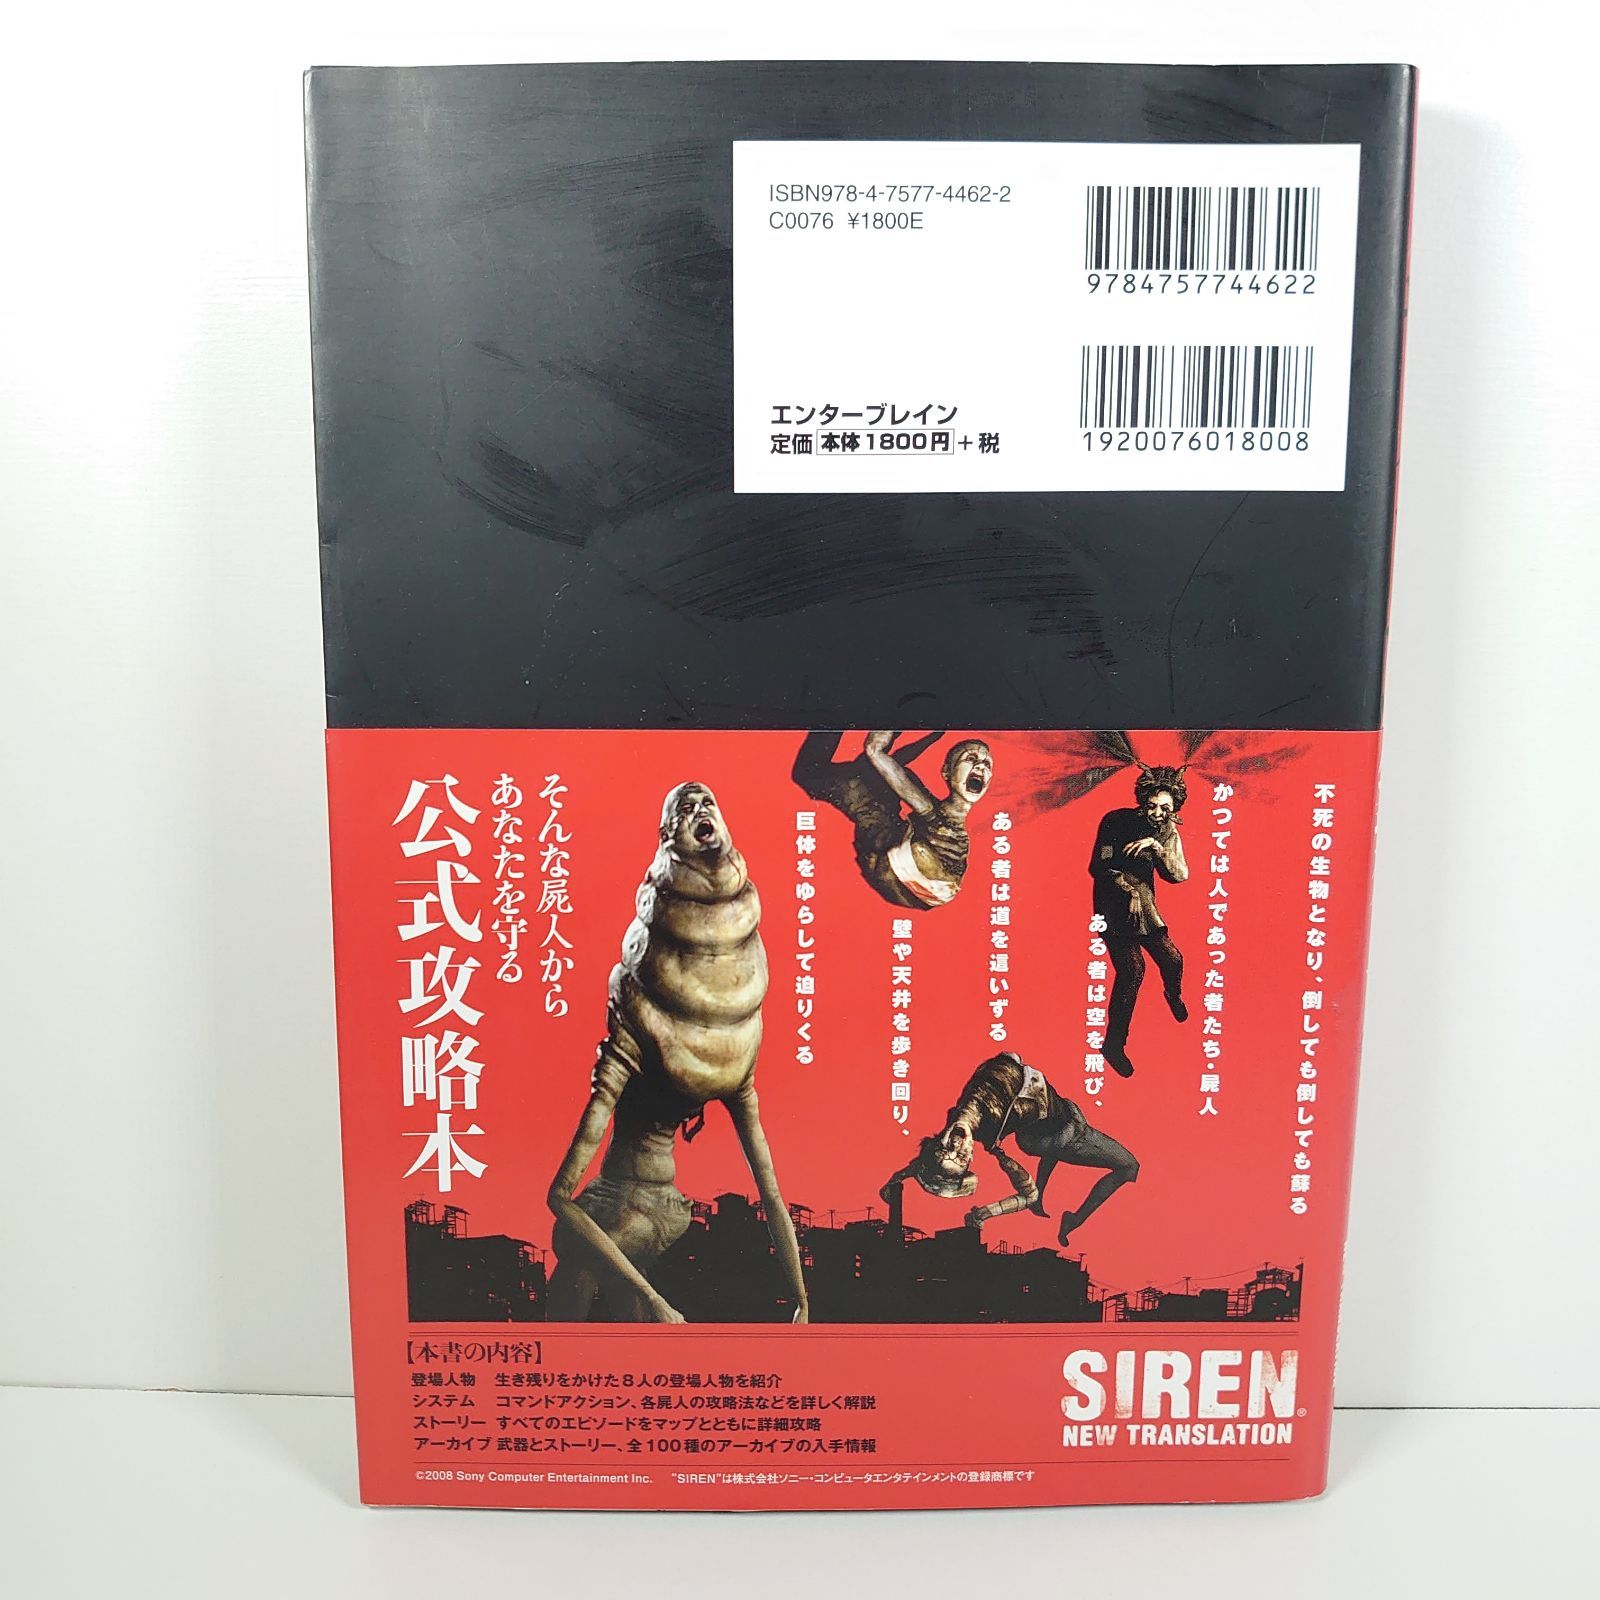 ISBN978-4-7577-4462-2
C0076 ¥1800E
9784757744622
エンターブレイン
定価 本体1800円 +税
1920076018008
不死の生物となり、倒しても倒しても蘇る
かつては人であった者たち・屍人
ある者は空を飛び、
ある者は道を這いずる
壁や天井を歩き回り、
巨体をゆらして迫りくる
そんな屍人から
あなたを守る
公式攻略本
【本書の内容】
登場人物 生き残りをかけた8人の登場人物を紹介
システム コマンドアクション、各屍人の攻略法などを詳しく解説
ストーリー すべてのエピソードをマップとともに詳細攻略
アーカイブ 武器とストーリー、全100種のアーカイブの入手情報
SIREN®
NEW TRANSLATION
©2008 Sony Computer Entertainment Inc. "SIREN"は株式会社ソニー・コンピュータエンタテインメントの登録商標です